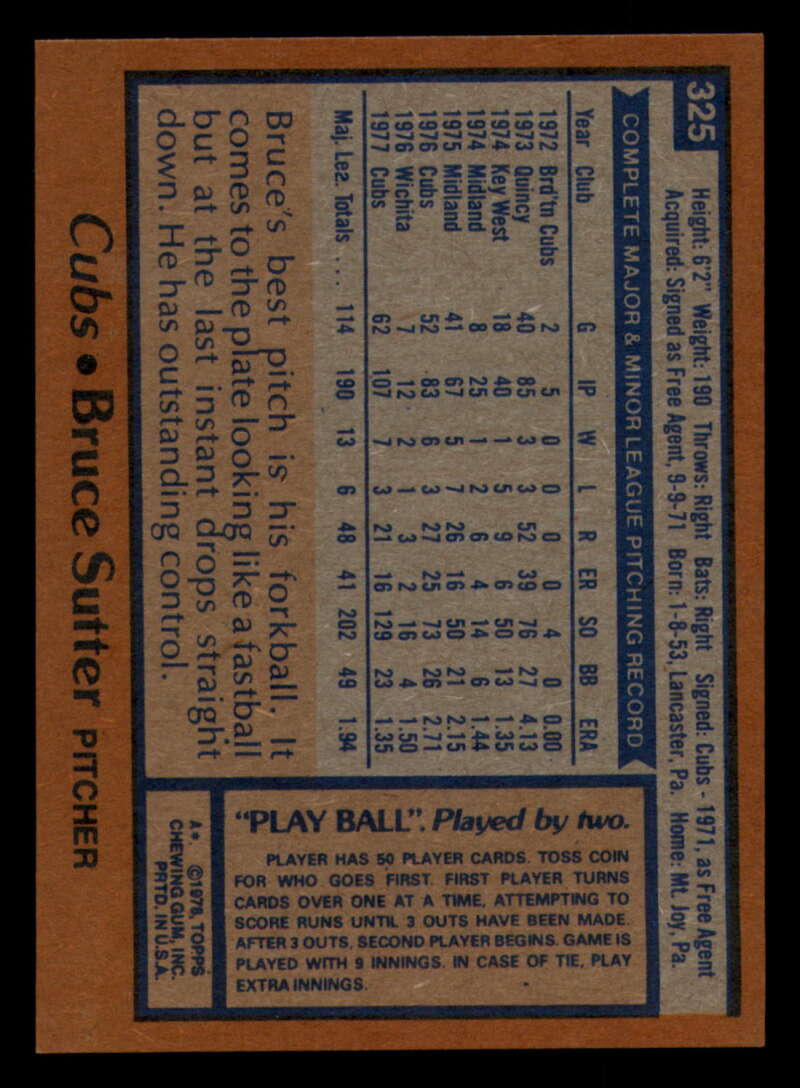 325
Height: 6'2" Weight: 190 Throws: Right Bats: Right Signed: Cubs - 1971, as Free Agent
Acquired: Signed as Free Agent, 9-9-71 Born: 1-8-53, Lancaster, Pa. Home: Mt. Joy, Pa.
COMPLETE MAJOR & MINOR LEAGUE PITCHING RECORD
Year Club G IP W L R ER SO BB ERA
1972 Brd'tn Cubs 2 5 0 0 0 0 4 0 0.00
1973 Quincy 40 85 3 3 52 39 76 27 4.13
1974 Key West 18 40 1 5 9 6 50 13 1.35
1974 Midland 8 25 1 2 6 4 14 6 1.44
1975 Midland 41 67 5 7 26 16 50 21 2.15
1976 Cubs 52 83 6 3 27 25 73 26 2.71
1976 Wichita 7 12 2 1 3 2 16 4 1.50
1977 Cubs 62 107 7 3 21 16 129 23 1.35
Maj. Lea. Totals . . . 114 190 13 6 48 41 202 49 1.94
Bruce's best pitch is his forkball. It
comes to the plate looking like a fastball
but at the last instant drops straight
down. He has outstanding control.
"PLAY BALL". Played by two.
PLAYER HAS 50 PLAYER CARDS. TOSS COIN
FOR WHO GOES FIRST. FIRST PLAYER TURNS
CARDS OVER ONE AT A TIME, ATTEMPTING TO
SCORE RUNS UNTIL 3 OUTS HAVE BEEN MADE.
AFTER 3 OUTS, SECOND PLAYER BEGINS. GAME IS
PLAYED WITH 9 INNINGS. IN CASE OF TIE, PLAY
EXTRA INNINGS.
A*. ©1978, TOPPS
CHEWING GUM, INC.
PRTD. IN U.S.A.
Cubs • Bruce Sutter PITCHER